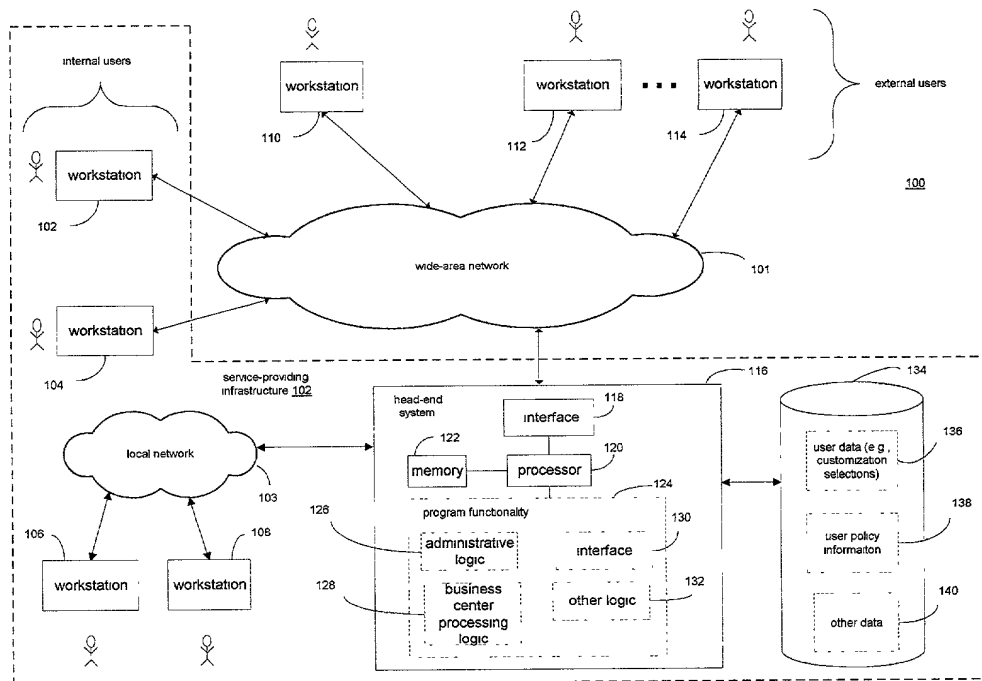 internal users
workstation
110
workstation
112
workstation
114
external users
workstation
102
100
wide-area network
101
workstation
104
service-providing
infrastructure 102
116
134
head-end
system
118
interface
122
120
memory
processor
local network
103
124
program functionality
126
130
administrative
logic
interface
128
132
business
center
processing
logic
other logic
136
user data (e g ,
customization
selections)
138
user policy
informaiton
140
other data
106
108
workstation
workstation